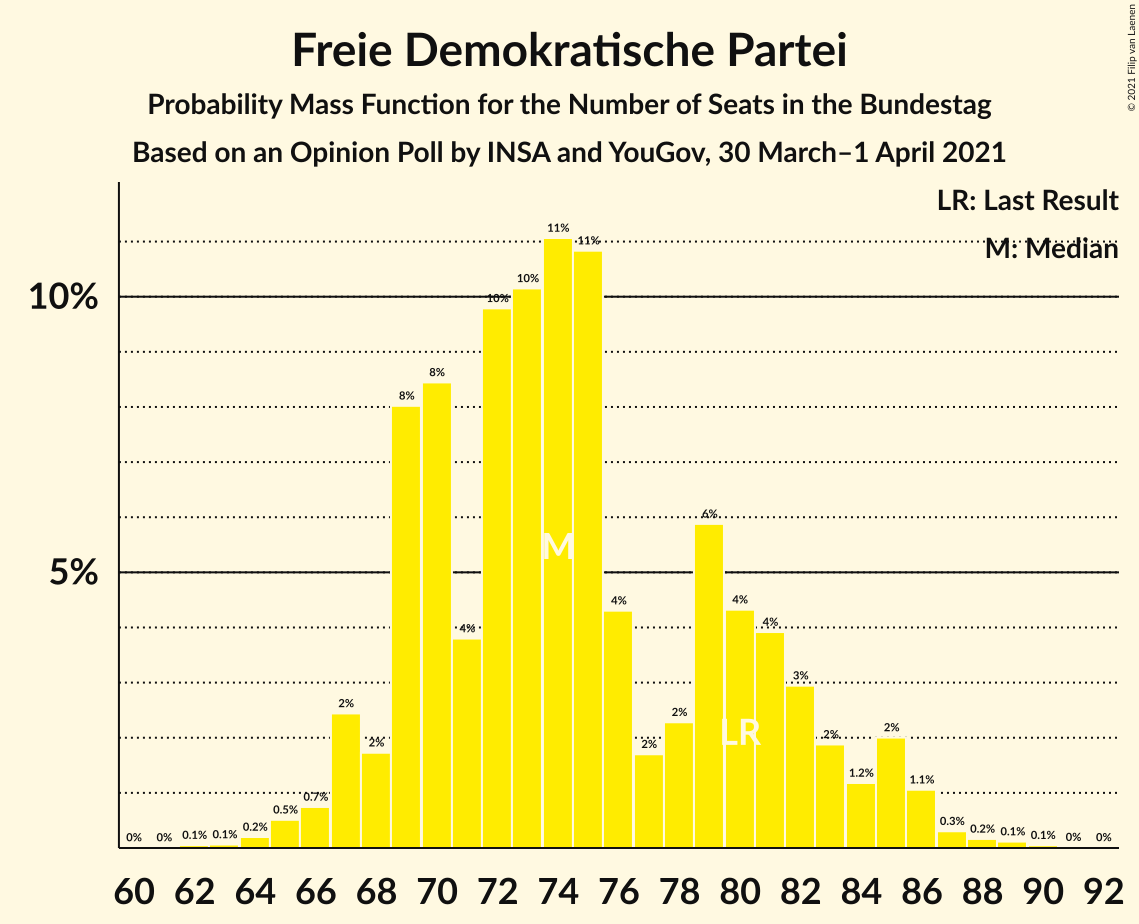 Freie Demokratische Partei
Probability Mass Function for the Number of Seats in the Bundestag
Based on an Opinion Poll by INSA and YouGov, 30 March–1 April 2021
© 2021 Filip van Laenen
LR: Last Result
M: Median
10%
5%
0% 0% 0.1% 0.1% 0.2% 0.5% 0.7% 2% 2% 8% 8% 4% 10% 10% 11% 11% 4% 2% 2% 6% 4% 4% 3% 2% 1.2% 2% 1.1% 0.3% 0.2% 0.1% 0.1% 0% 0%
M
LR
60 62 64 66 68 70 72 74 76 78 80 82 84 86 88 90 92